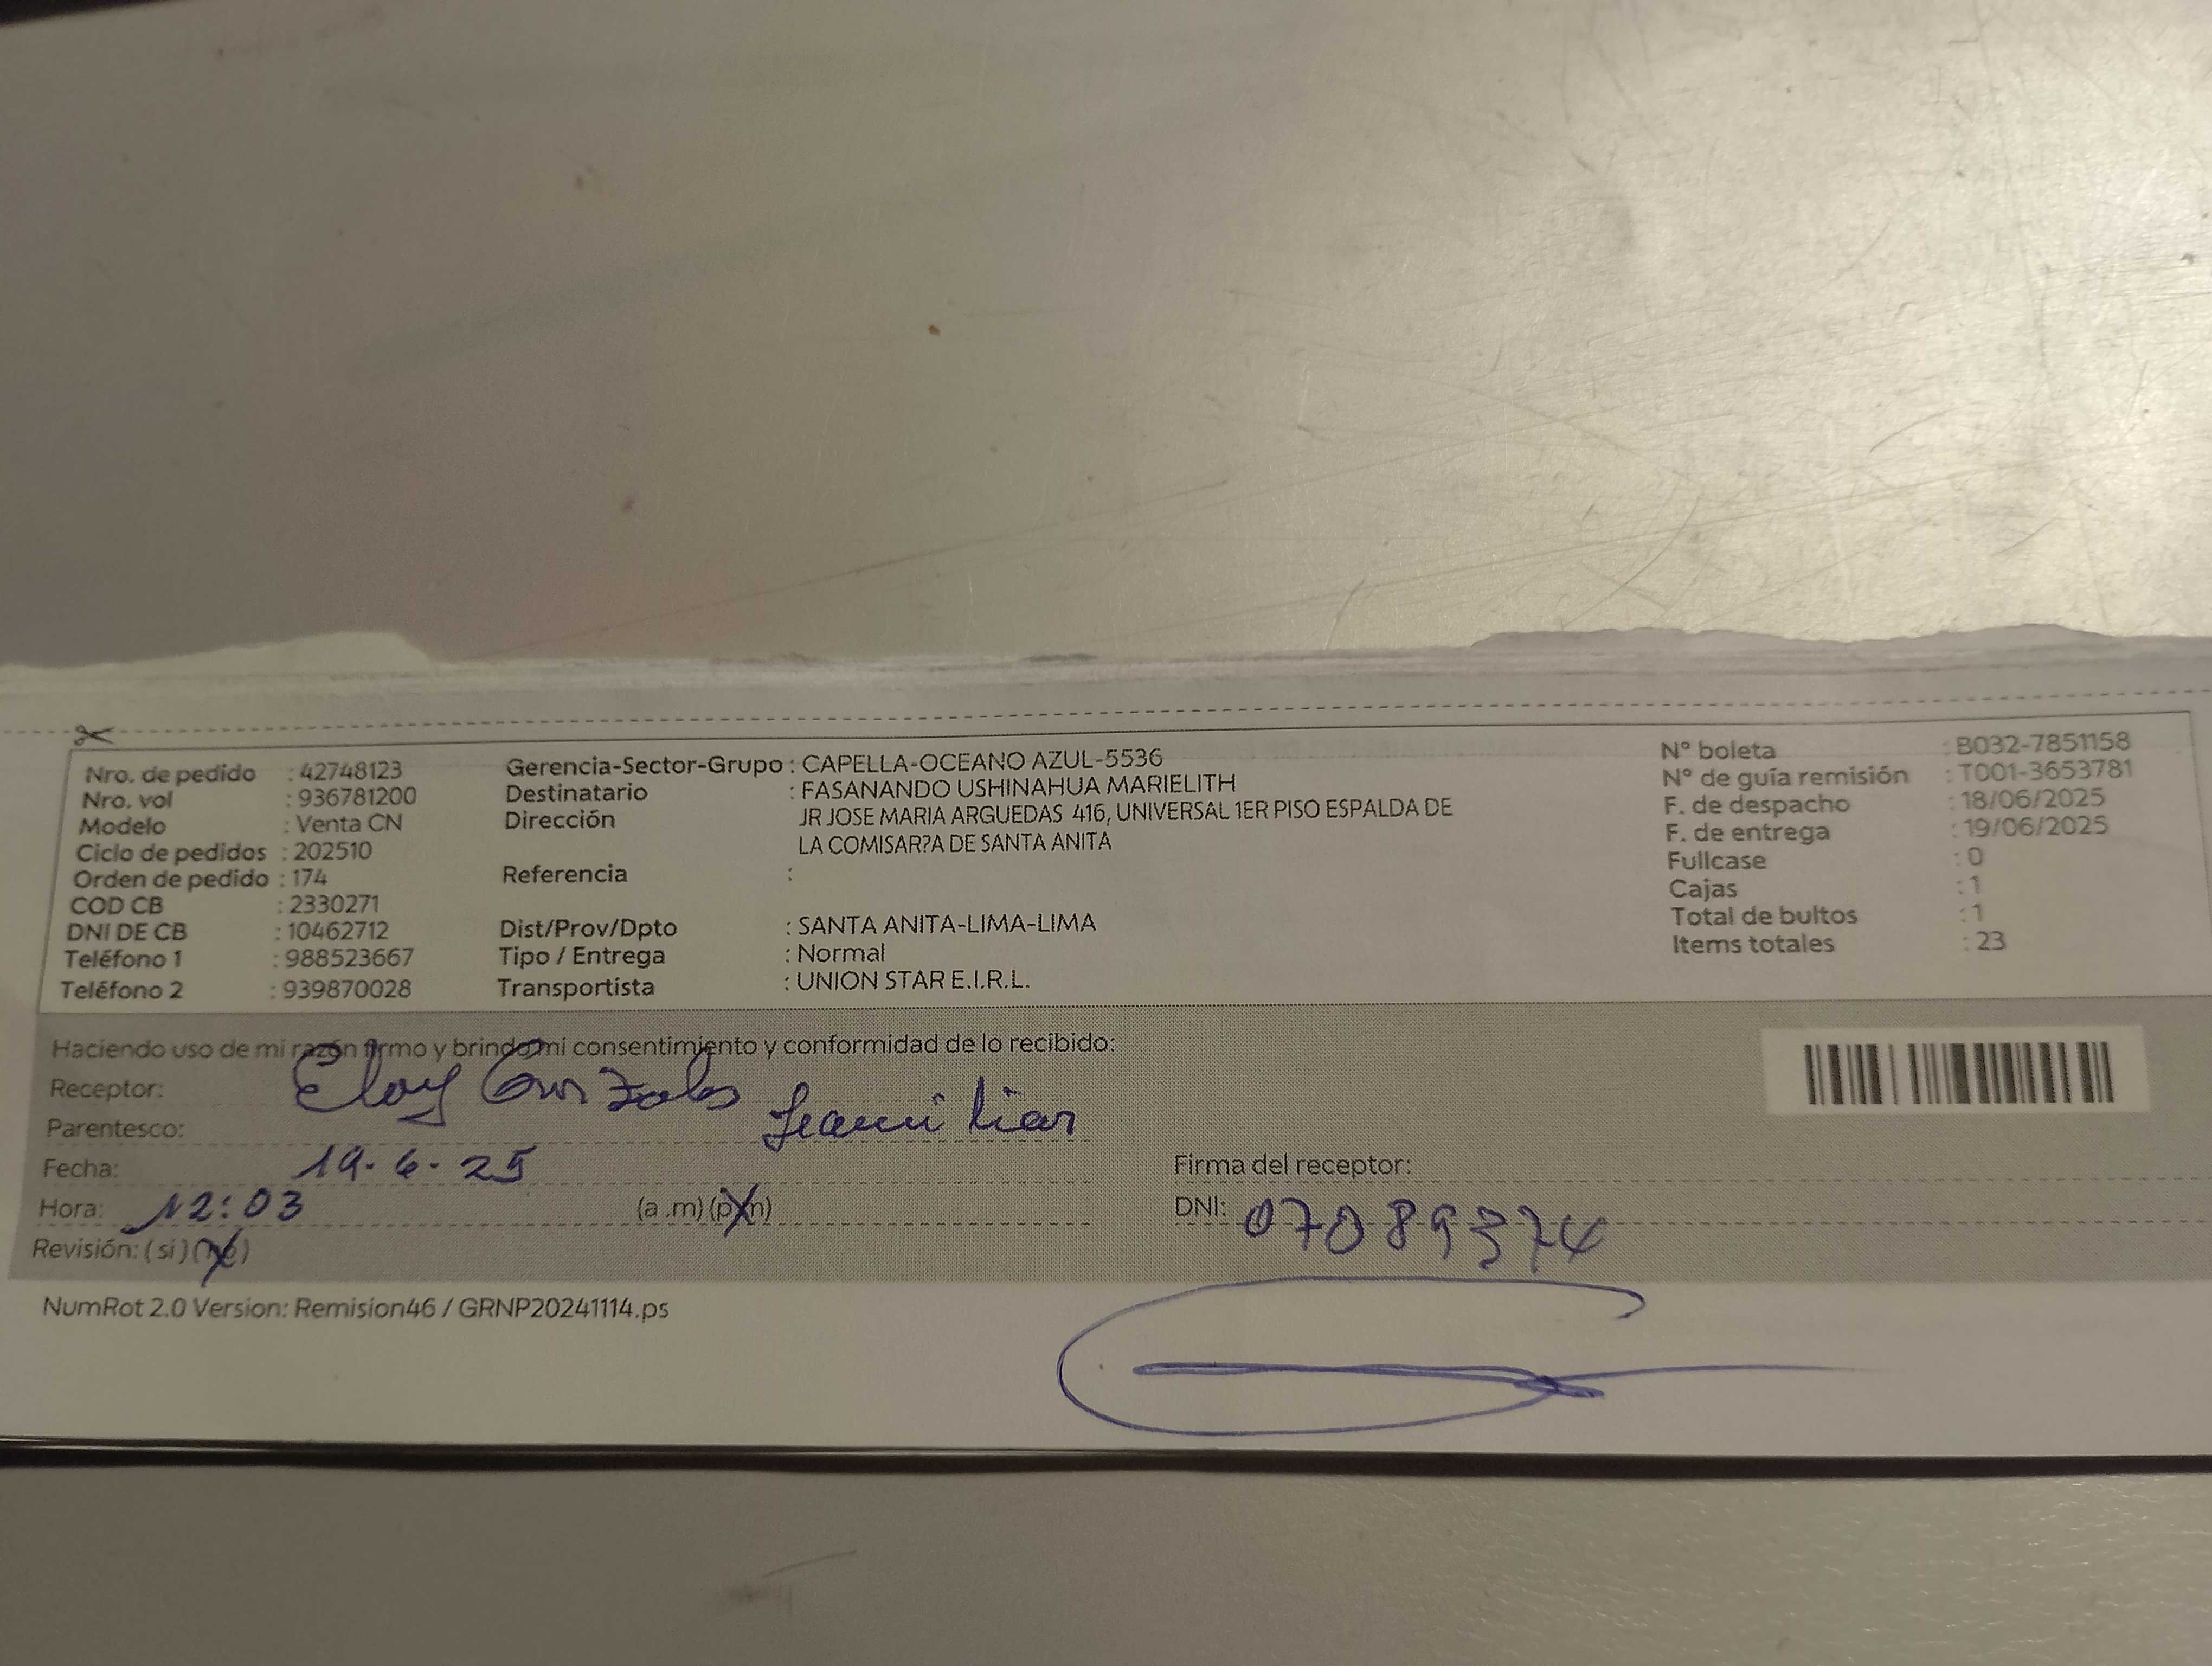 Nro. de pedido : 42748123
Nro. vol : 936781200
Modelo : Venta CN
Ciclo de pedidos : 202510
Orden de pedido : 174
COD CB : 2330271
DNI DE CB : 10462712
Teléfono 1 : 988523667
Teléfono 2 : 939870028
Gerencia-Sector-Grupo : CAPELLA-OCEANO AZUL-5536
Destinatario : FASANANDO USHINAHUA MARIELITH
Dirección JR JOSE MARIA ARGUEDAS 416, UNIVERSAL 1ER PISO ESPALDA DE
LA COMISAR?A DE SANTA ANITA
Referencia :
Dist/Prov/Dpto : SANTA ANITA-LIMA-LIMA
Tipo / Entrega : Normal
Transportista : UNION STAR E.I.R.L.
N° boleta : B032-7851158
N° de guía remisión : T001-3653781
F. de despacho : 18/06/2025
F. de entrega : 19/06/2025
Fullcase : 0
Cajas : 1
Total de bultos : 1
Items totales : 23
Haciendo uso de mi razón firmo y brindo mi consentimiento y conformidad de lo recibido:
Receptor: Eloy Gonzales
Parentesco:
Fecha: 19-6-25
Hora: 12:03 (a .m) (p.m)
Revisión: (si) (no)
Firma del receptor:
DNI: 07089374
NumRot 2.0 Version: Remision46 / GRNP20241114.ps